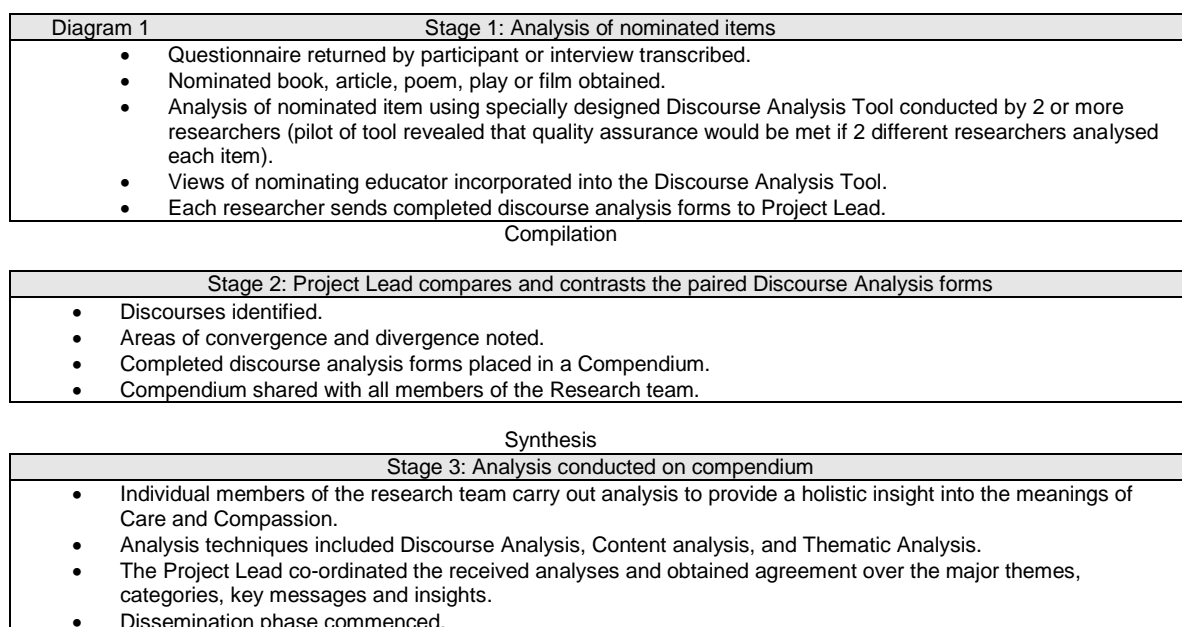 Diagram 1 Stage 1: Analysis of nominated items
• Questionnaire returned by participant or interview transcribed.
• Nominated book, article, poem, play or film obtained.
• Analysis of nominated item using specially designed Discourse Analysis Tool conducted by 2 or more
researchers (pilot of tool revealed that quality assurance would be met if 2 different researchers analysed
each item).
• Views of nominating educator incorporated into the Discourse Analysis Tool.
• Each researcher sends completed discourse analysis forms to Project Lead.
Compilation
Stage 2: Project Lead compares and contrasts the paired Discourse Analysis forms
• Discourses identified.
• Areas of convergence and divergence noted.
• Completed discourse analysis forms placed in a Compendium.
• Compendium shared with all members of the Research team.
Synthesis
Stage 3: Analysis conducted on compendium
• Individual members of the research team carry out analysis to provide a holistic insight into the meanings of
Care and Compassion.
• Analysis techniques included Discourse Analysis, Content analysis, and Thematic Analysis.
• The Project Lead co-ordinated the received analyses and obtained agreement over the major themes,
categories, key messages and insights.
• Dissemination phase commenced.